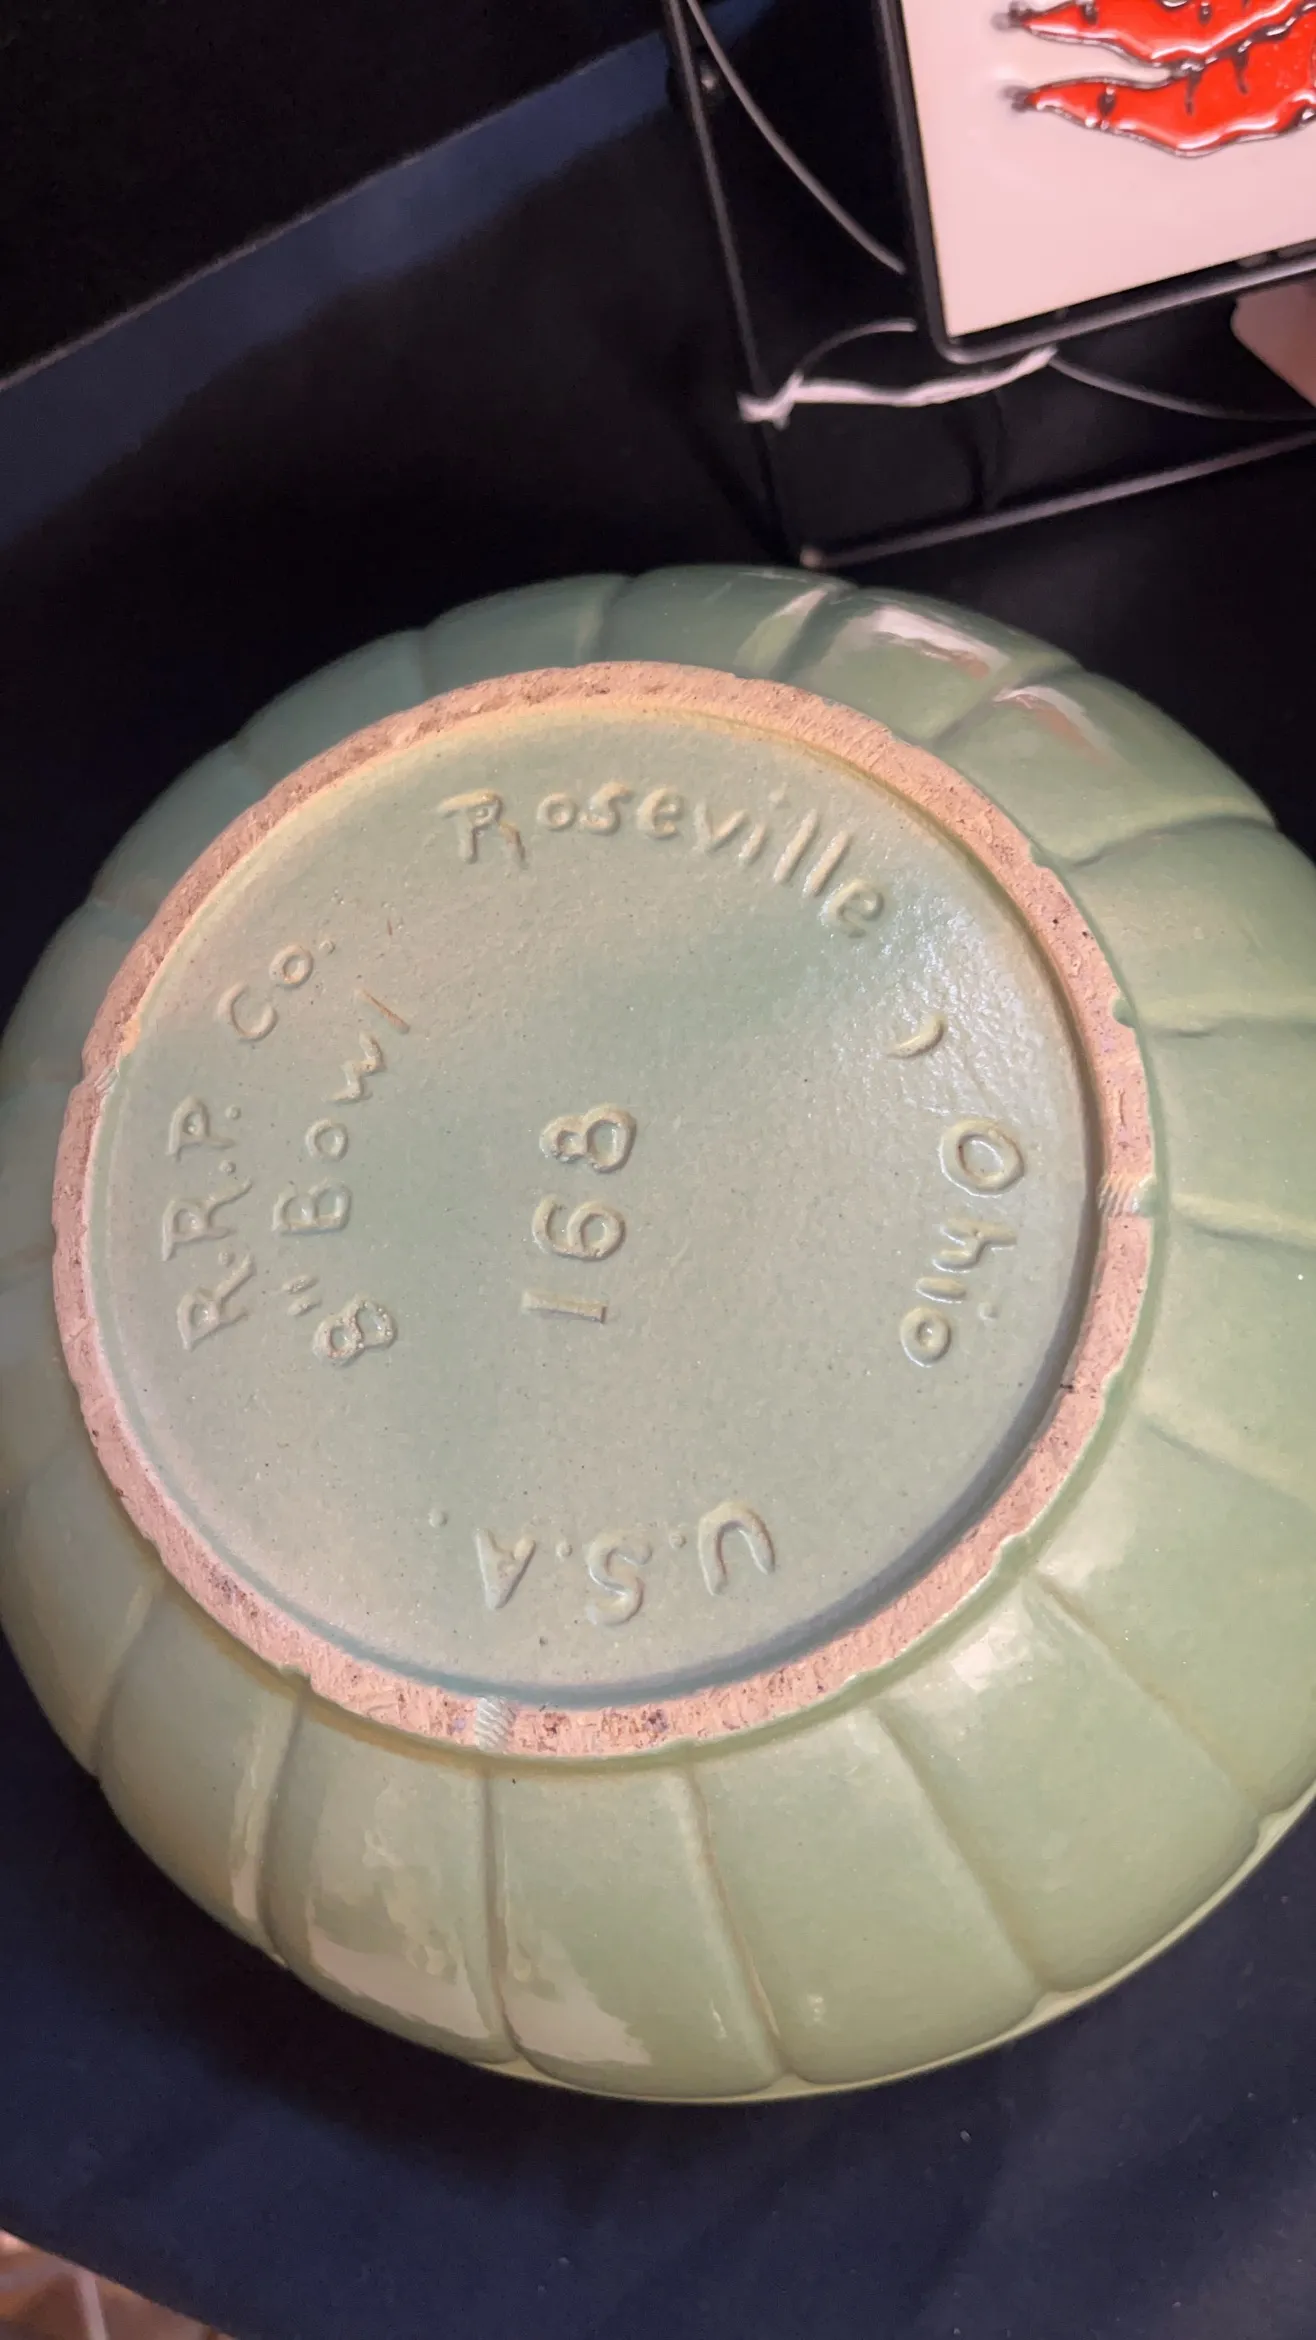 R.R.P. Co. Roseville, Ohio
8" Bowl
168
U.S.A.